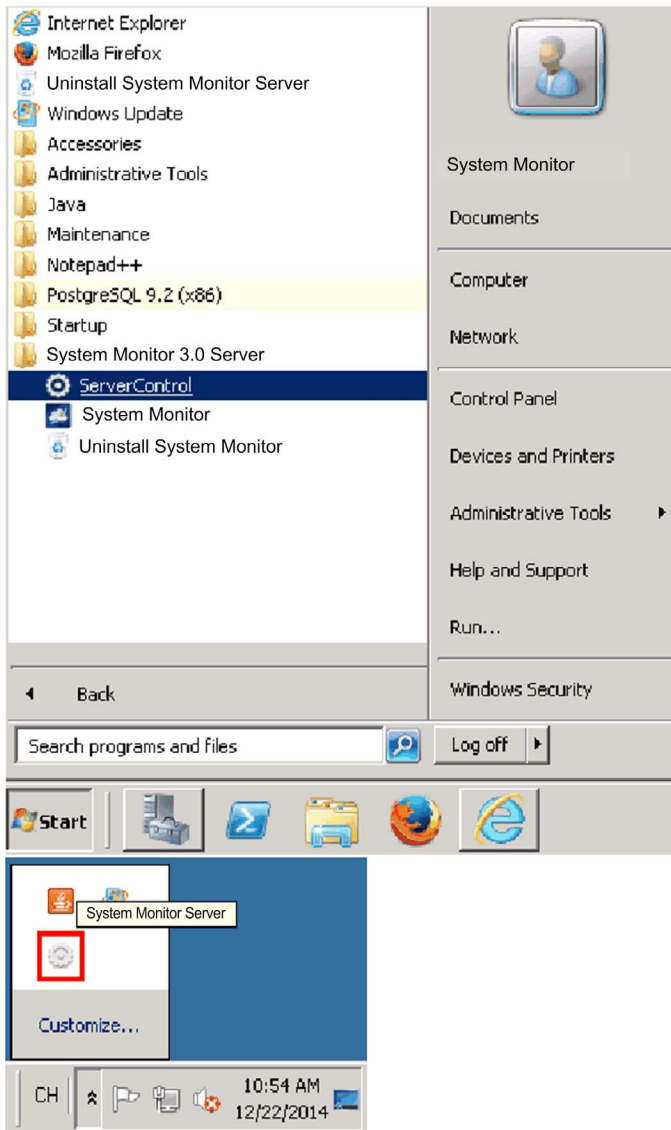 Internet Explorer
Mozilla Firefox
Uninstall System Monitor Server
Windows Update
Accessories
Administrative Tools
Java
Maintenance
Notepad++
PostgreSQL 9.2 (x86)
Startup
System Monitor 3.0 Server
ServerControl
System Monitor
Uninstall System Monitor
Back
Search programs and files
System Monitor
Documents
Computer
Network
Control Panel
Devices and Printers
Administrative Tools
Help and Support
Run...
Windows Security
Log off
Start
System Monitor Server
Customize...
CH
10:54 AM
12/22/2014